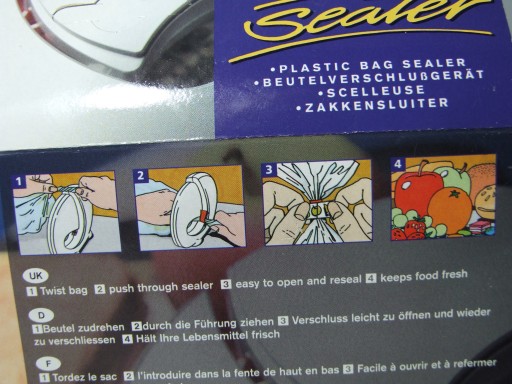 Sealer
•PLASTIC BAG SEALER
•BEUTELVERSCHLUßGERÄT
•SCELLEUSE
•ZAKKENSLUITER
1 2 3 4
UK
1 Twist bag 2 push through sealer 3 easy to open and reseal 4 keeps food fresh
D
1 Beutel zudrehen 2 durch die Führung ziehen 3 Verschluss leicht zu öffnen und wieder
zu verschliessen 4 Hält Ihre Lebensmittel frisch
F
1 Tordez le sac 2 l'introduire dans la fente de haut en bas 3 Facile à ouvrir et à refermer